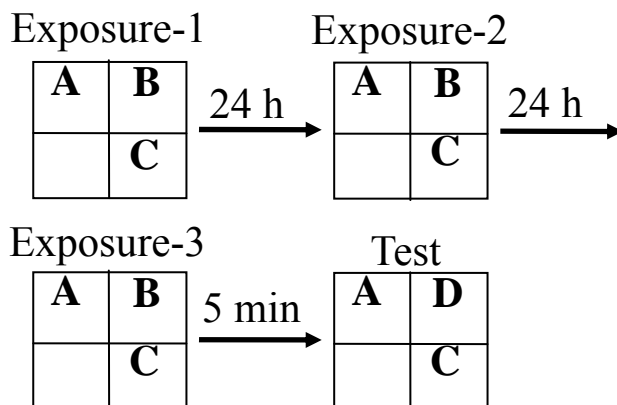 Exposure-1
A B
C
24 h
Exposure-2
A B
C
24 h
Exposure-3
A B
C
5 min
Test
A D
C